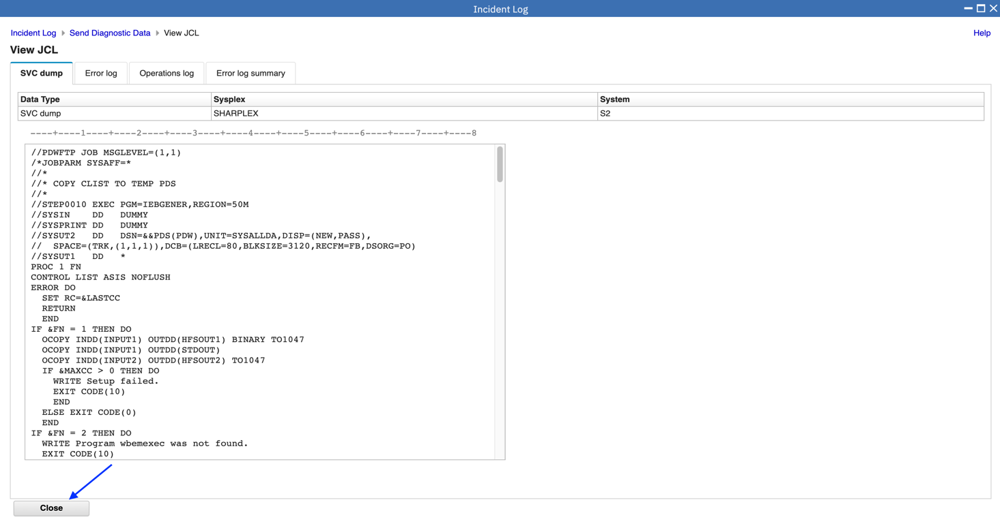 Incident Log
Incident Log Send Diagnostic Data View JCL Help
View JCL
SVC dump Error log Operations log Error log summary
Data Type Sysplex System
SVC dump SHARPLEX S2
----+----1----+----2----+----3----+----4----+----5----+----6----+----7----+----8
//PDWFTP JOB MSGLEVEL=(1,1)
/*JOBPARM SYSAFF=*
//*
//* COPY CLIST TO TEMP PDS
//*
//STEP0010 EXEC PGM=IEBGENER,REGION=50M
//SYSIN    DD   DUMMY
//SYSPRINT DD   DUMMY
//SYSUT2   DD   DSN=&&PDS(PDW),UNIT=SYSALLDA,DISP=(NEW,PASS),
//  SPACE=(TRK,(1,1,1)),DCB=(LRECL=80,BLKSIZE=3120,RECFM=FB,DSORG=PO)
//SYSUT1   DD   *
PROC 1 FN
CONTROL LIST ASIS NOFLUSH
ERROR DO
  SET RC=&LASTCC
  RETURN
  END
IF &FN = 1 THEN DO
  OCOPY INDD(INPUT1) OUTDD(HFSOUT1) BINARY TO1047
  OCOPY INDD(INPUT1) OUTDD(STDOUT)
  OCOPY INDD(INPUT2) OUTDD(HFSOUT2) TO1047
  IF &MAXCC > 0 THEN DO
    WRITE Setup failed.
    EXIT CODE(10)
    END
  ELSE EXIT CODE(0)
  END
IF &FN = 2 THEN DO
  WRITE Program wbemexec was not found.
  EXIT CODE(10)
Close